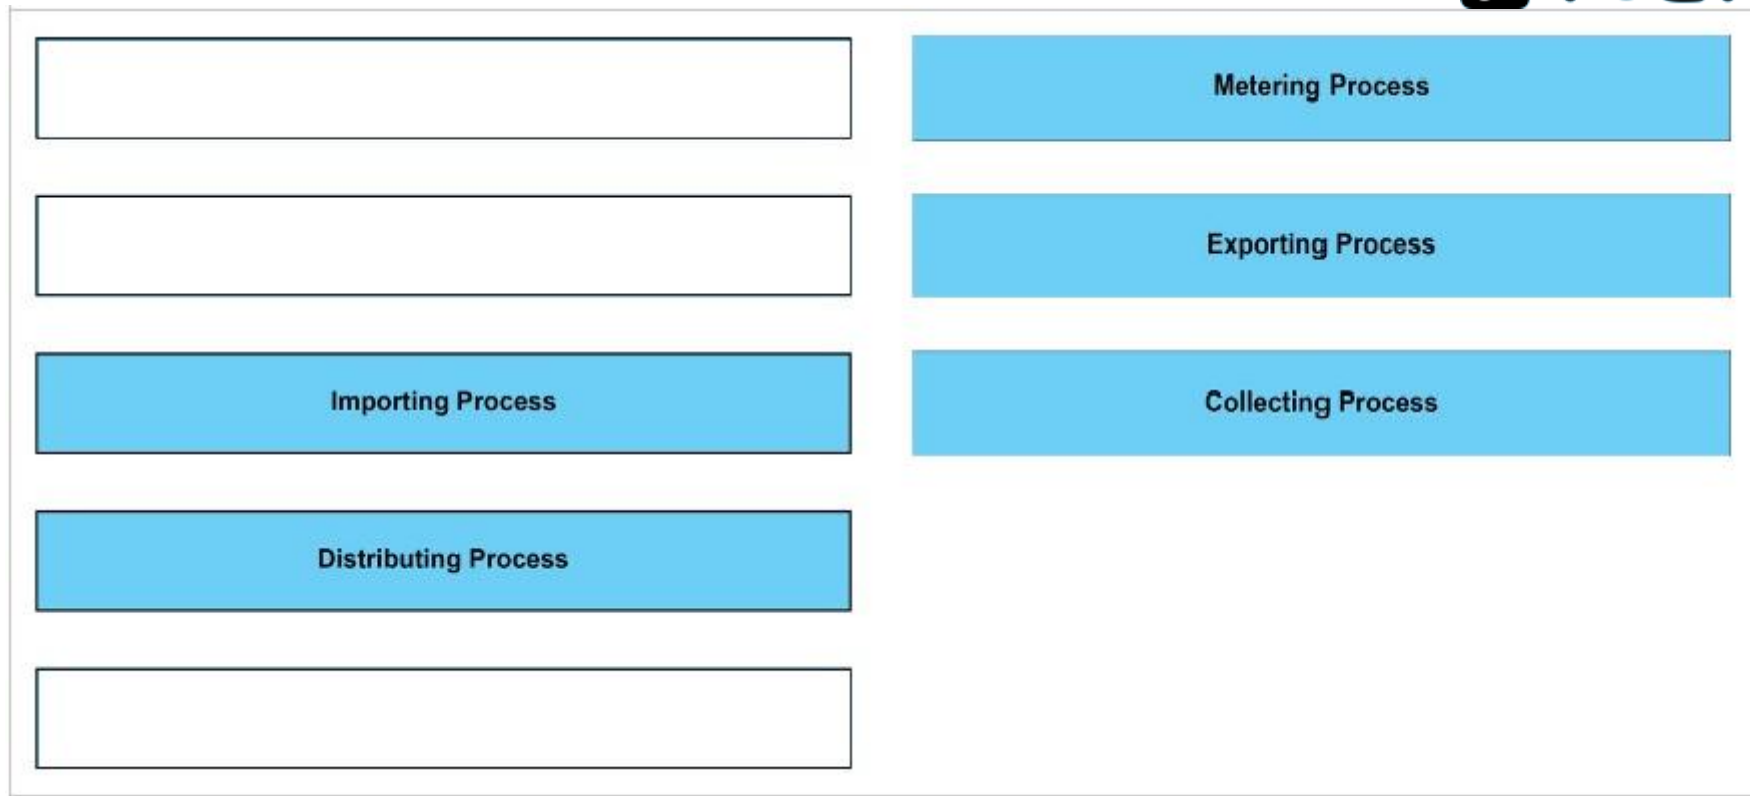 Metering Process
Exporting Process
Importing Process
Collecting Process
Distributing Process